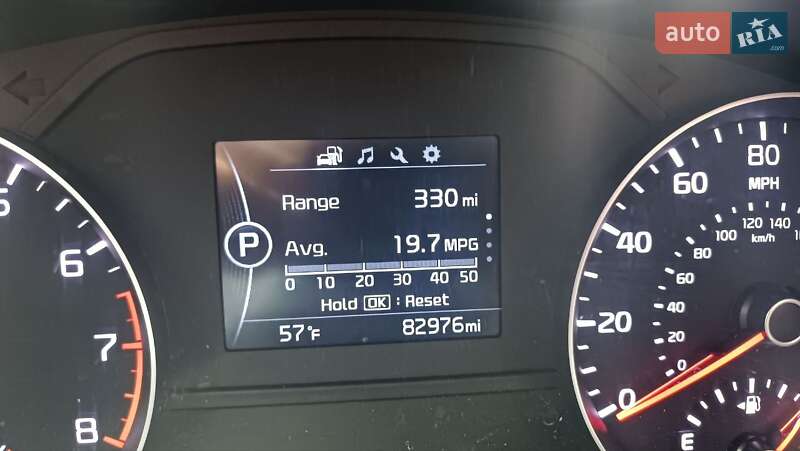 auto RIA .com
Range 330 mi
P
Avg. 19.7 MPG
0 10 20 30 40 50
Hold OK : Reset
57°F 82976mi
6
7
8
80
60
MPH
40
20
0
100 120 140
km/h
80
60
40
20
0
E